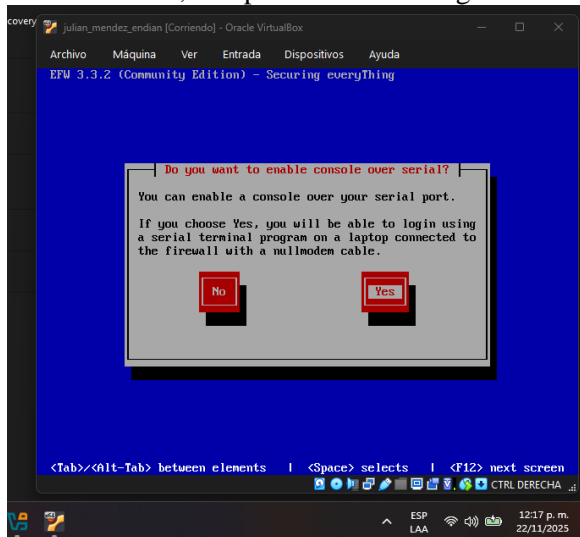 covery
julian_mendez_endian [Corriendo] - Oracle VirtualBox
Archivo Máquina Ver Entrada Dispositivos Ayuda
EFW 3.3.2 (Community Edition) - Securing everyThing
Do you want to enable console over serial?
You can enable a console over your serial port.
If you choose Yes, you will be able to login using
a serial terminal program on a laptop connected to
the firewall with a nullmodem cable.
No Yes
<Tab>/<Alt-Tab> between elements | <Space> selects | <F12> next screen
CTRL DERECHA
ESP
LAA
12:17 p. m.
22/11/2025